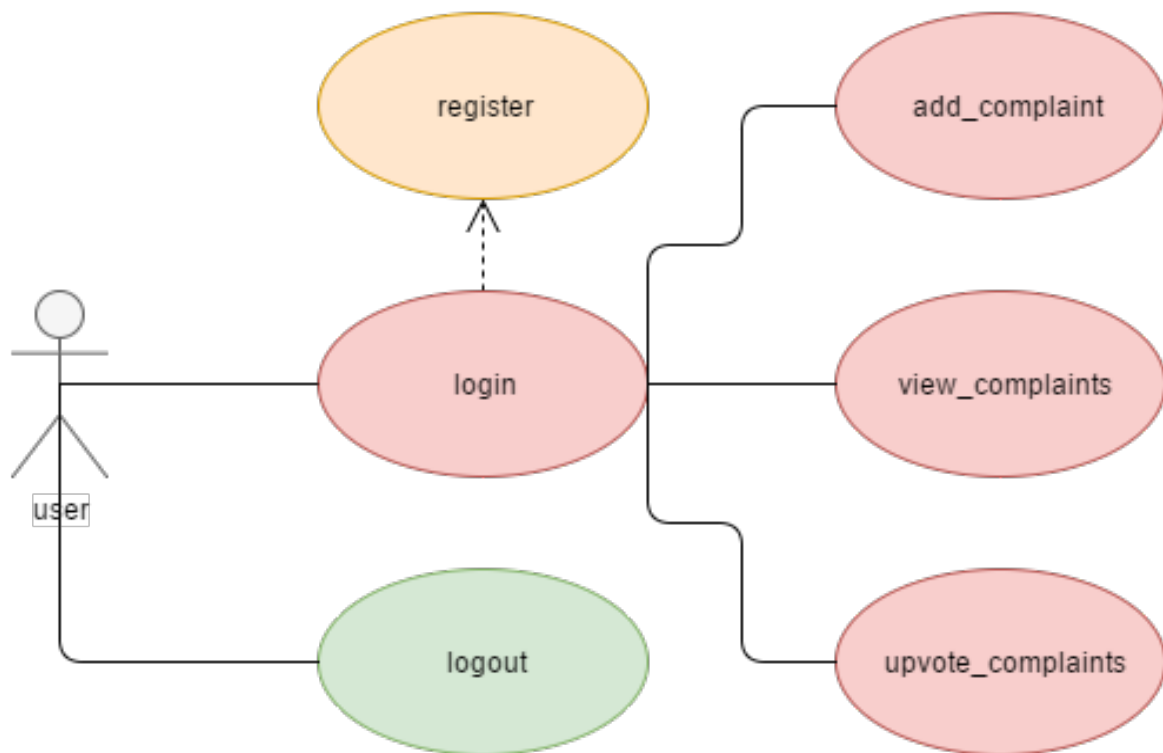 register
add_complaint
login
view_complaints
user
logout
upvote_complaints